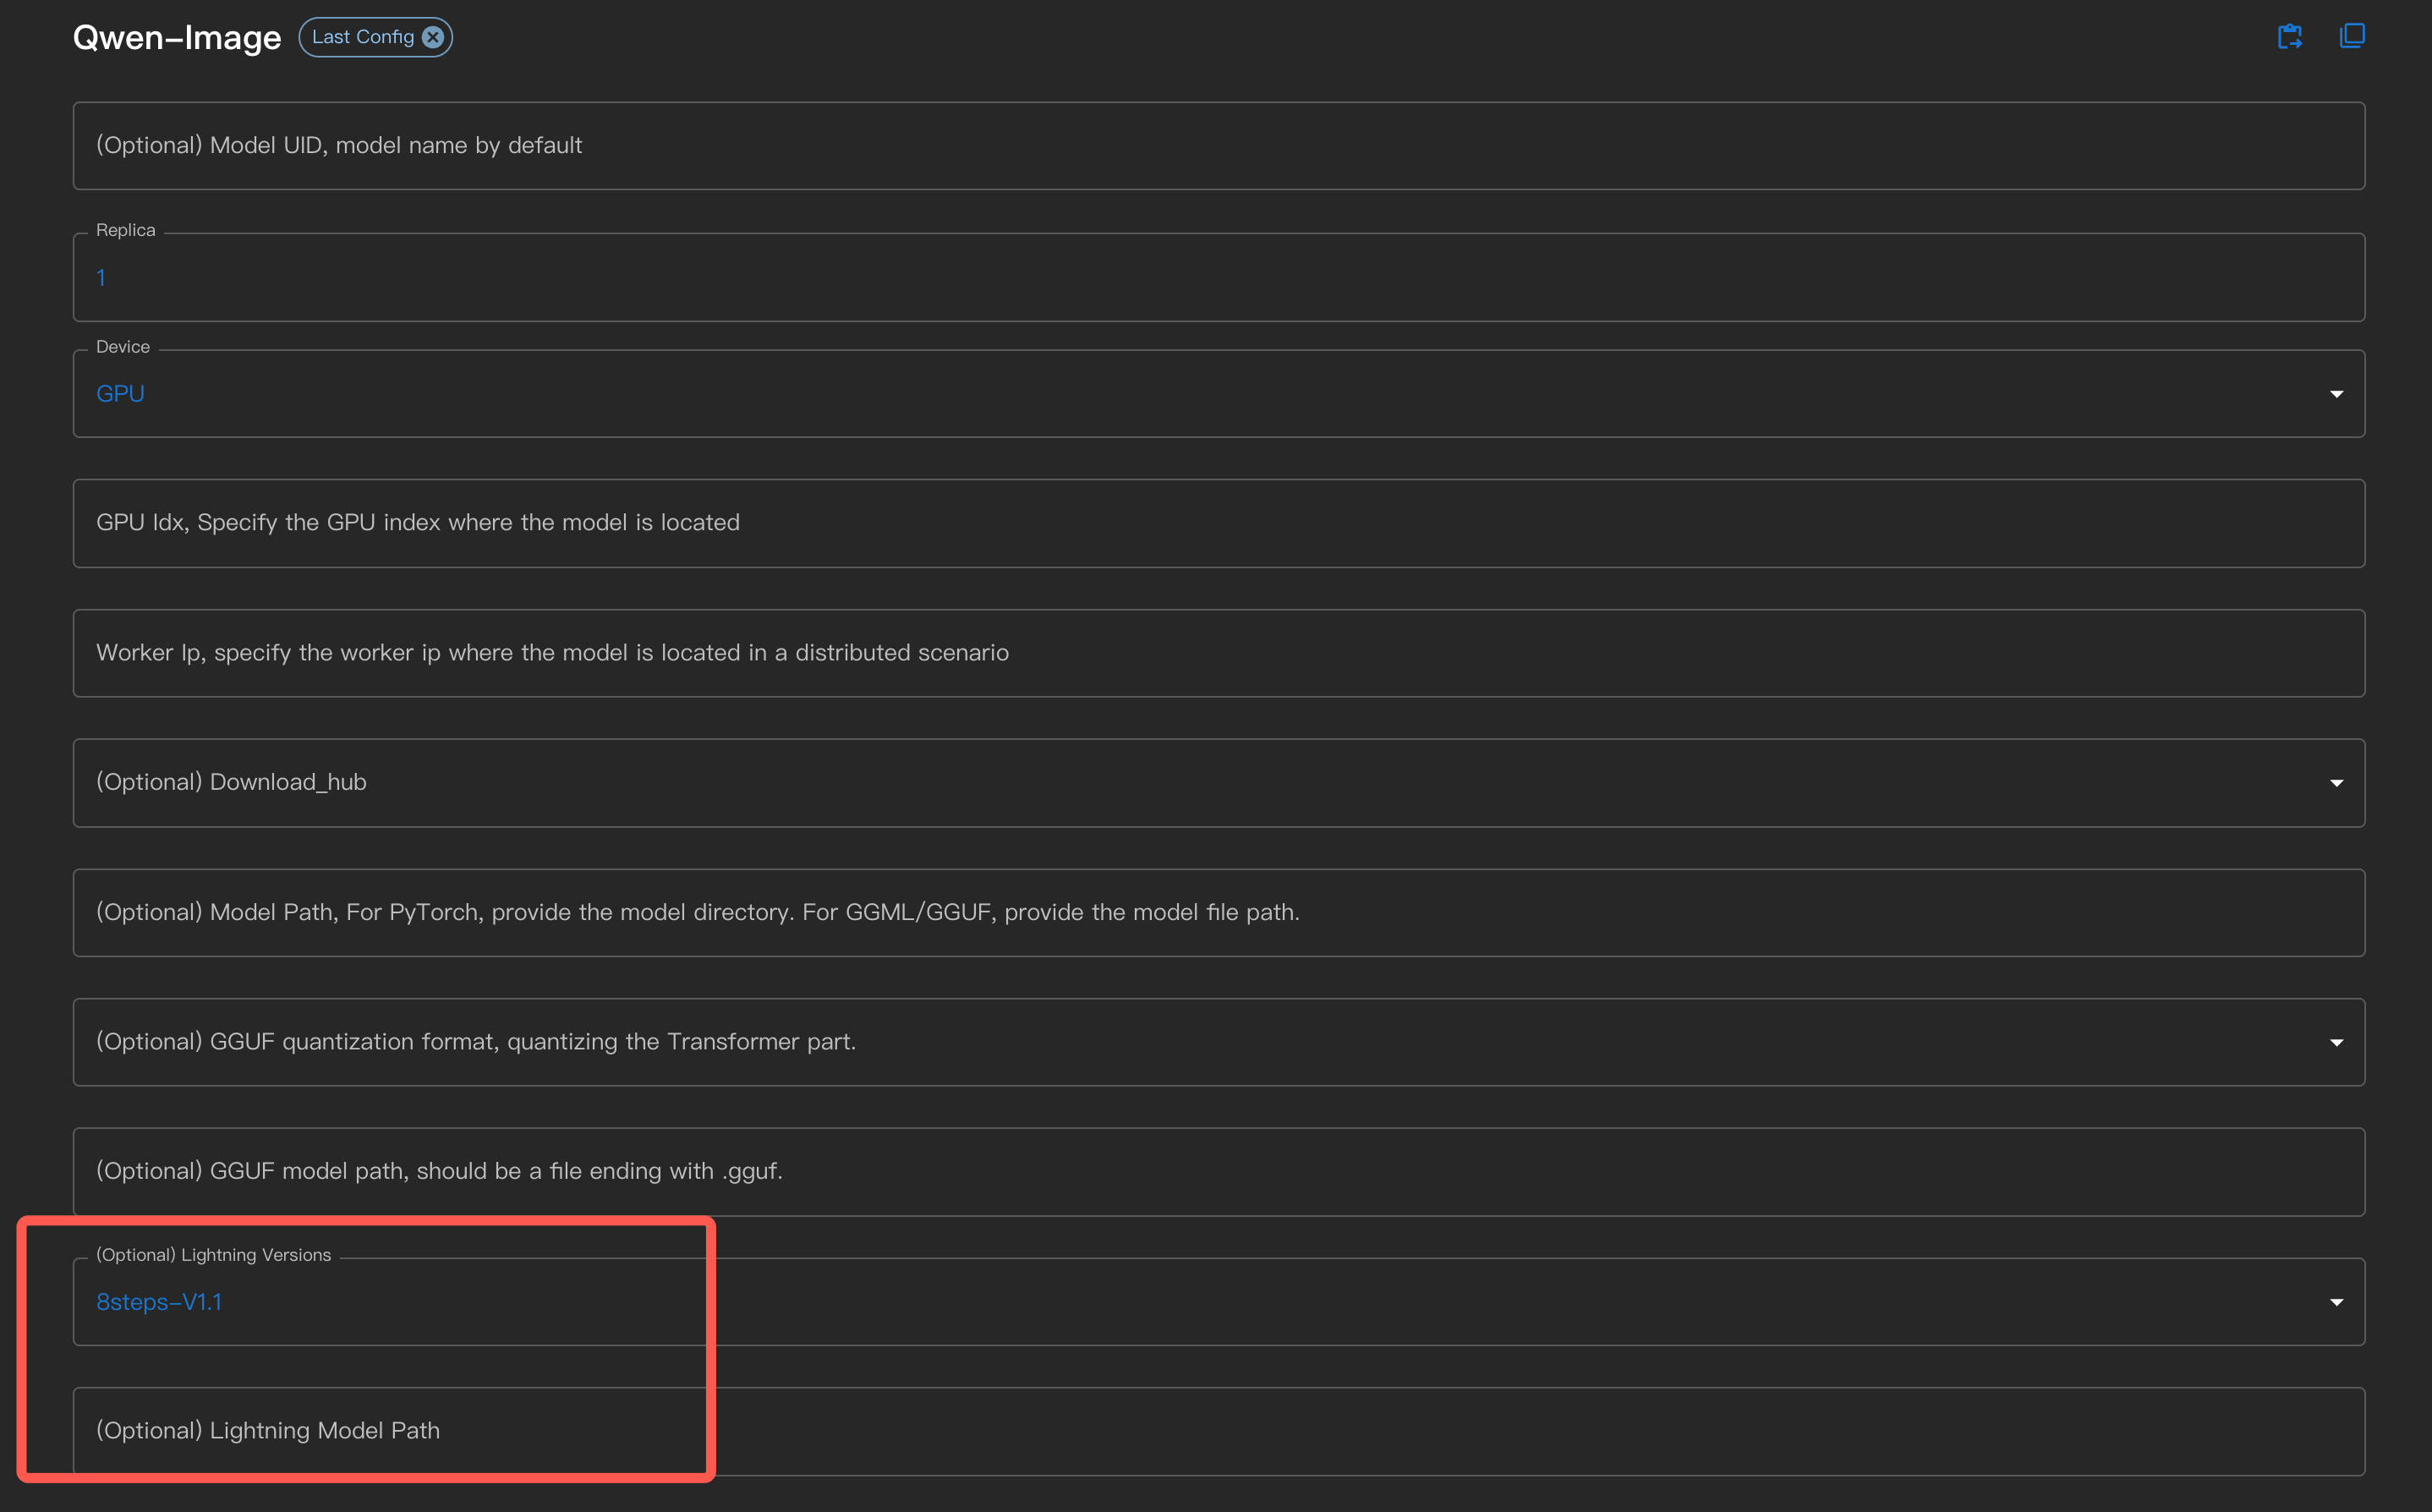 Qwen-Image
Last Config
(Optional) Model UID, model name by default
Replica
1
Device
GPU
GPU Idx, Specify the GPU index where the model is located
Worker Ip, specify the worker ip where the model is located in a distributed scenario
(Optional) Download_hub
(Optional) Model Path, For PyTorch, provide the model directory. For GGML/GGUF, provide the model file path.
(Optional) GGUF quantization format, quantizing the Transformer part.
(Optional) GGUF model path, should be a file ending with .gguf.
(Optional) Lightning Versions
8steps-V1.1
(Optional) Lightning Model Path